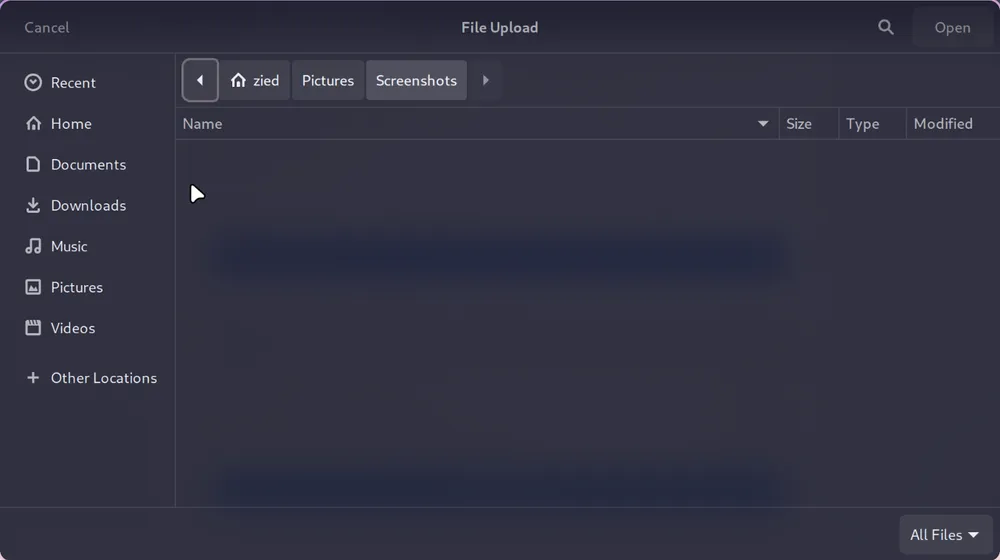 Cancel File Upload Open
Recent
Home
Documents
Downloads
Music
Pictures
Videos
Other Locations
zied Pictures Screenshots
Name Size Type Modified
All Files